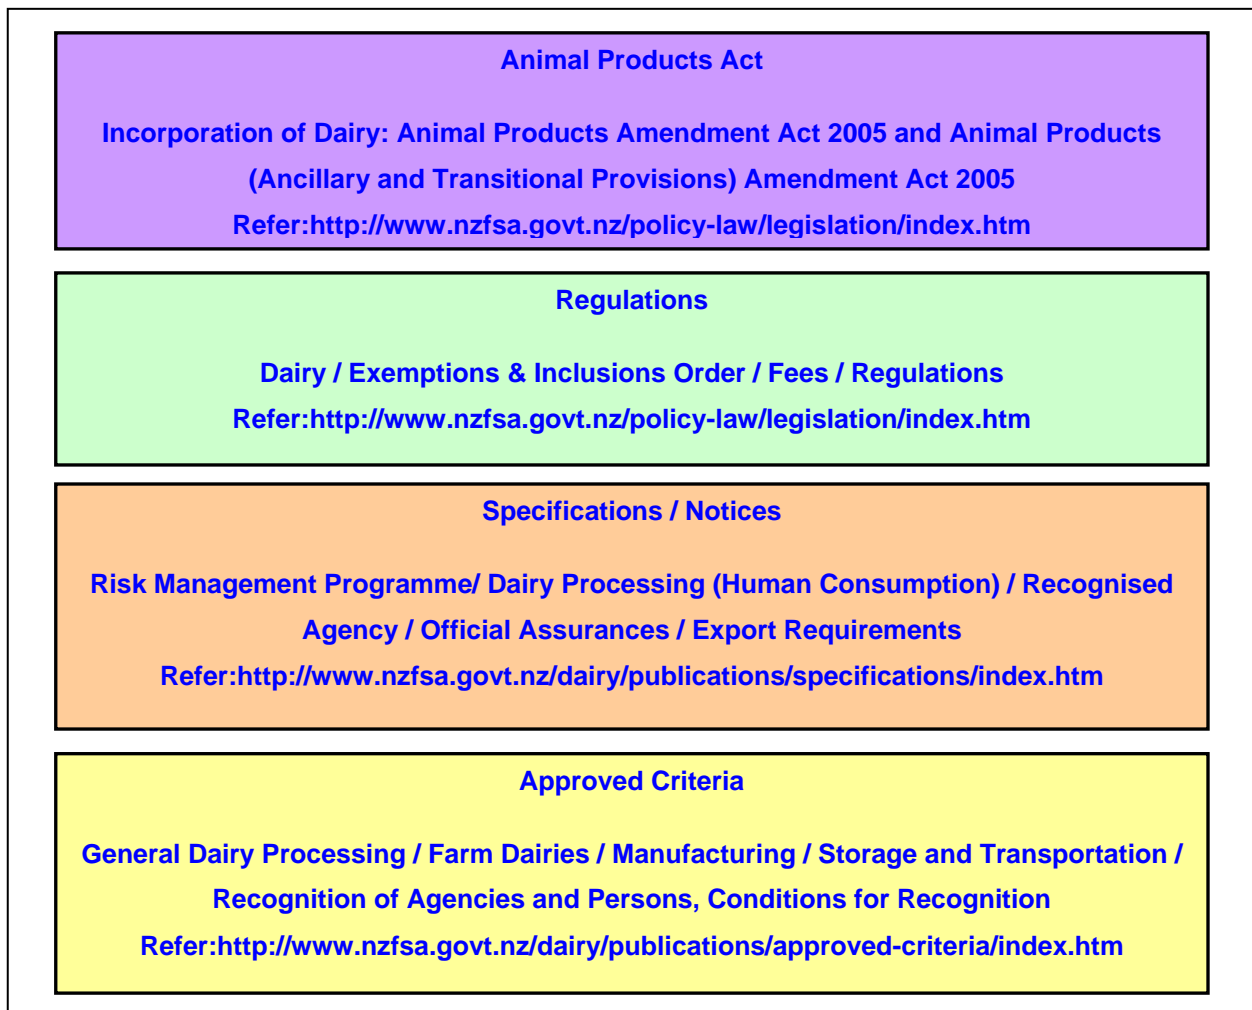 Animal Products Act
Incorporation of Dairy: Animal Products Amendment Act 2005 and Animal Products
(Ancillary and Transitional Provisions) Amendment Act 2005
Refer:http://www.nzfsa.govt.nz/policy-law/legislation/index.htm
Regulations
Dairy / Exemptions & Inclusions Order / Fees / Regulations
Refer:http://www.nzfsa.govt.nz/policy-law/legislation/index.htm
Specifications / Notices
Risk Management Programme/ Dairy Processing (Human Consumption) / Recognised
Agency / Official Assurances / Export Requirements
Refer:http://www.nzfsa.govt.nz/dairy/publications/specifications/index.htm
Approved Criteria
General Dairy Processing / Farm Dairies / Manufacturing / Storage and Transportation /
Recognition of Agencies and Persons, Conditions for Recognition
Refer:http://www.nzfsa.govt.nz/dairy/publications/approved-criteria/index.htm